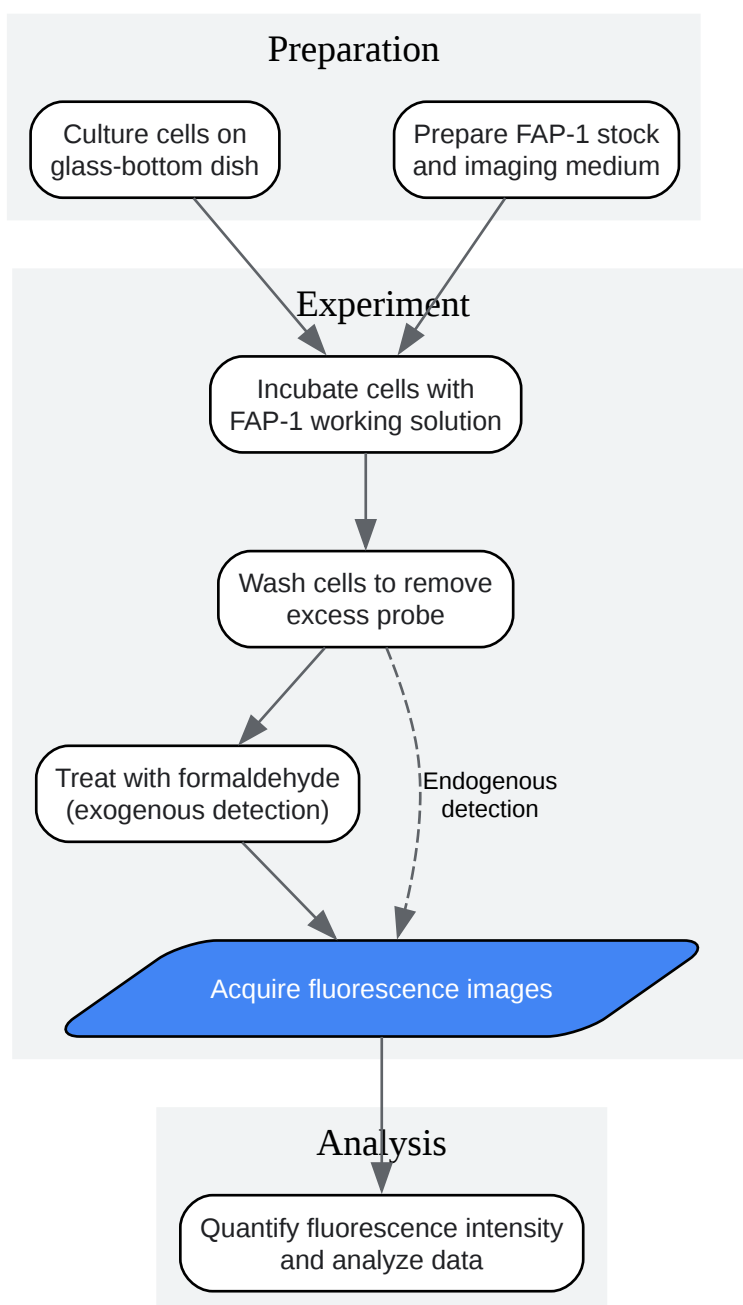 Preparation
Culture cells on
glass-bottom dish
Prepare FAP-1 stock
and imaging medium
Experiment
Incubate cells with
FAP-1 working solution
Wash cells to remove
excess probe
Treat with formaldehyde
(exogenous detection)
Endogenous
detection
Acquire fluorescence images
Analysis
Quantify fluorescence intensity
and analyze data